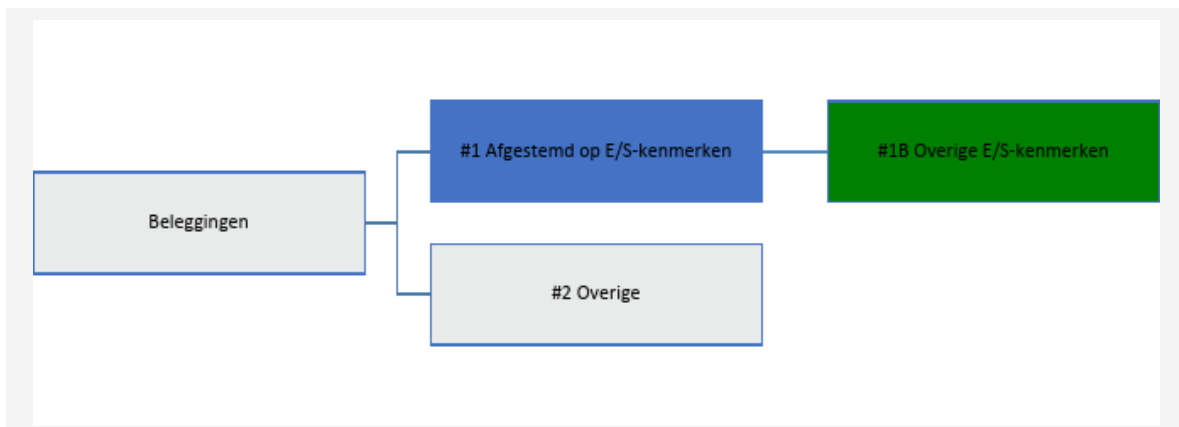 #1 Afgestemd op E/S-kenmerken
#1B Overige E/S-kenmerken
Beleggingen
#2 Overige